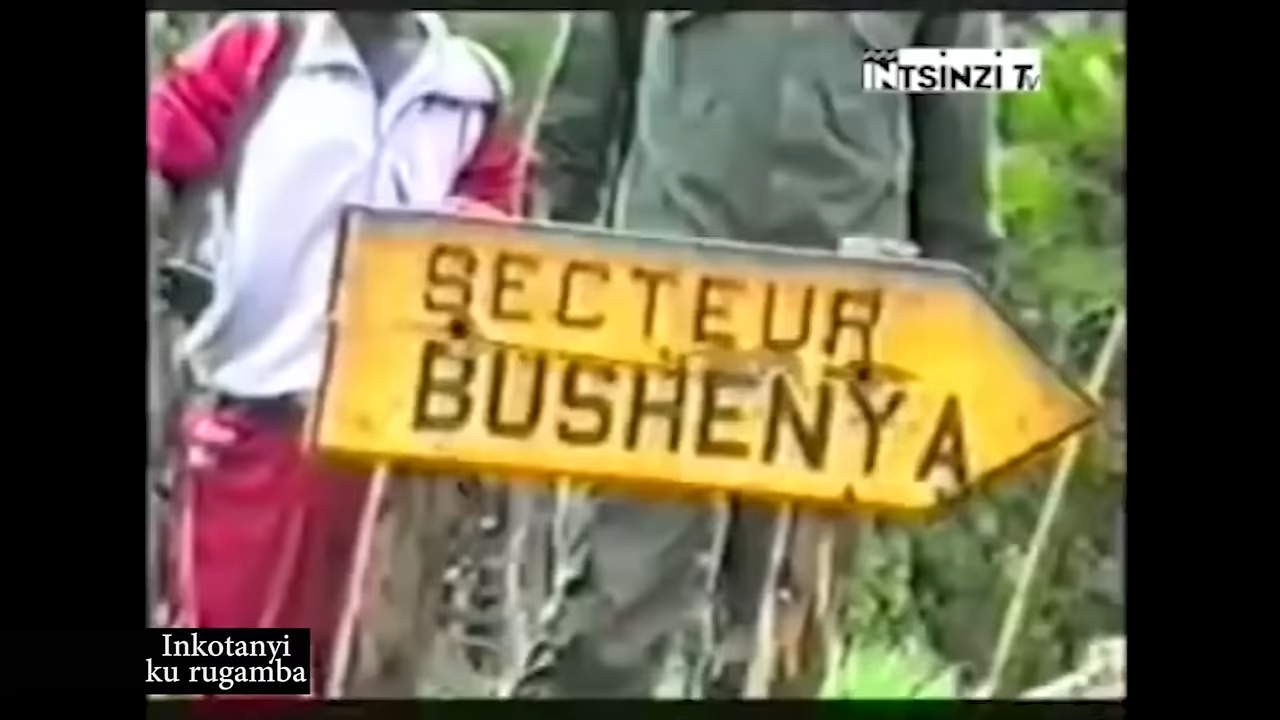 INTSINZI TV
SECTEUR
BUSHENYA
Inkotanyi
ku rugamba